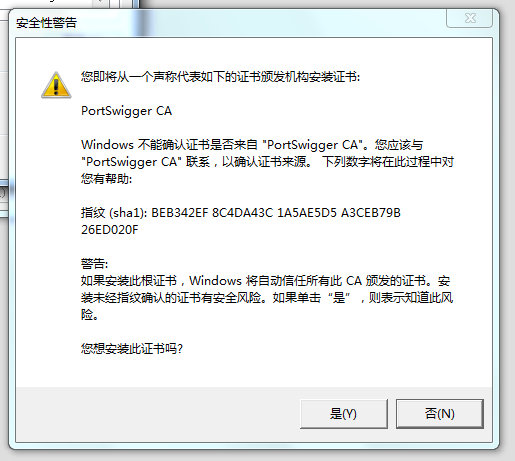 安全性警告
您即将从一个声称代表如下的证书颁发机构安装证书:
PortSwigger CA
Windows 不能确认证书是否来自 "PortSwigger CA"。您应该与
"PortSwigger CA" 联系，以确认证书来源。 下列数字将在此过程中对
您有帮助:
指纹 (sha1): BEB342EF 8C4DA43C 1A5AE5D5 A3CEB79B
26ED020F
警告:
如果安装此根证书，Windows 将自动信任所有此 CA 颁发的证书。安
装未经指纹确认的证书有安全风险。如果单击“是”，则表示知道此风
险。
您想安装此证书吗?
是(Y)
否(N)